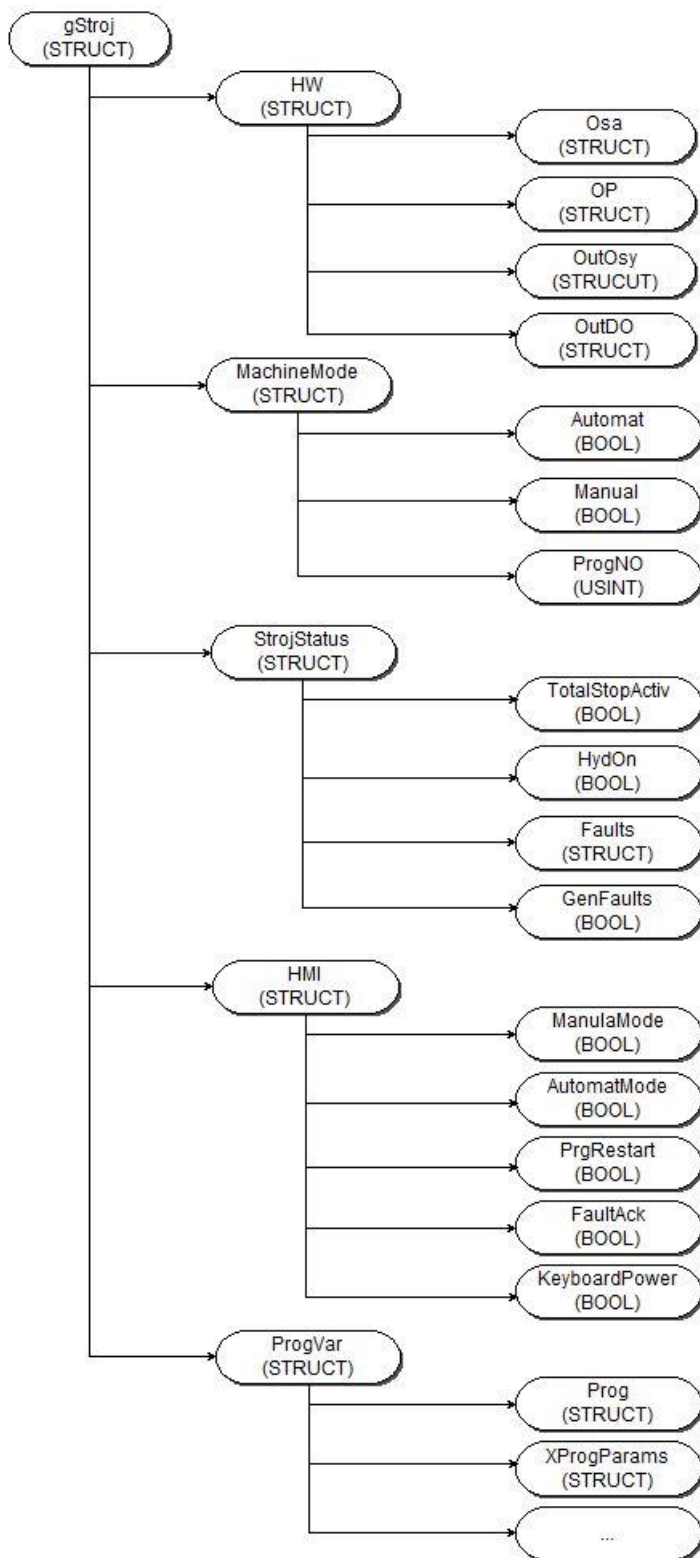 gStroj
(STRUCT)
HW
(STRUCT)
Osa
(STRUCT)
OP
(STRUCT)
OutOsy
(STRUCUT)
OutDO
(STRUCT)
MachineMode
(STRUCT)
Automat
(BOOL)
Manual
(BOOL)
ProgNO
(USINT)
StrojStatus
(STRUCT)
TotalStopActiv
(BOOL)
HydOn
(BOOL)
Faults
(STRUCT)
GenFaults
(BOOL)
HMI
(STRUCT)
ManulaMode
(BOOL)
AutomatMode
(BOOL)
PrgRestart
(BOOL)
FaultAck
(BOOL)
KeyboardPower
(BOOL)
ProgVar
(STRUCT)
Prog
(STRUCT)
XProgParams
(STRUCT)
...